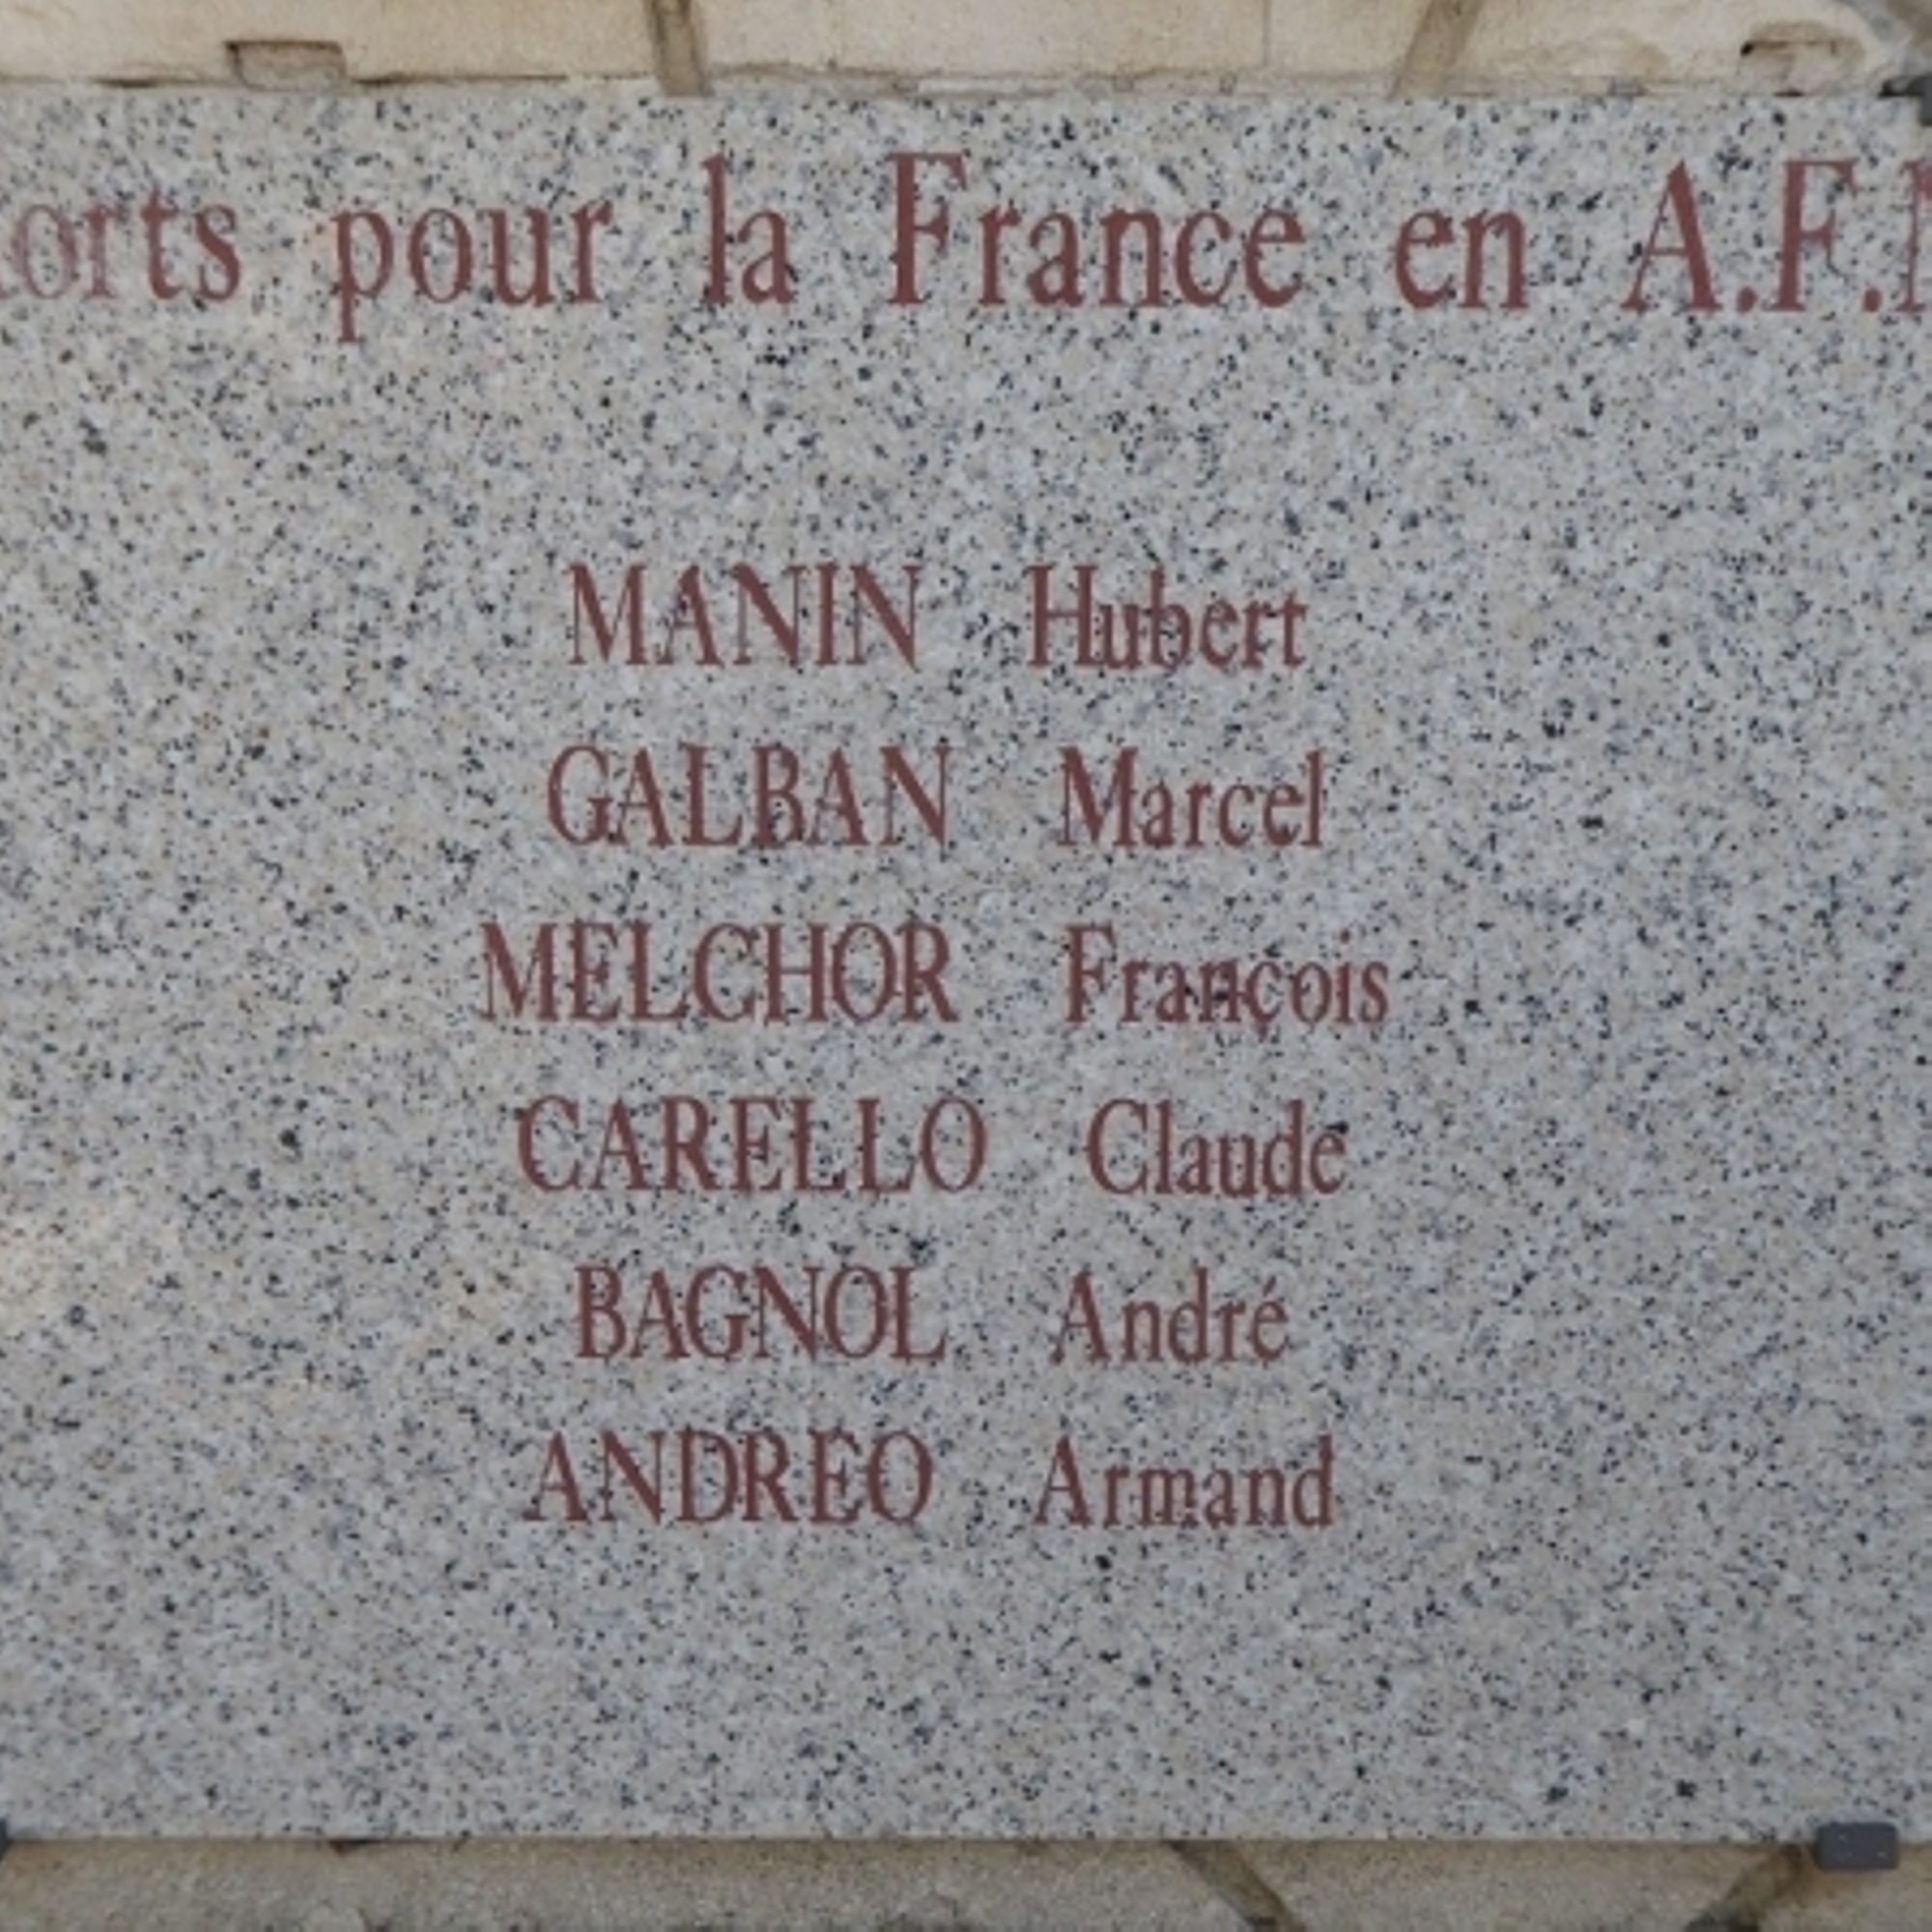 orts pour la France en A.F.
MANIN Hubert
GALBAN Marcel
MELCHOR François
CARELLO Claude
BAGNOL André
ANDREO Armand